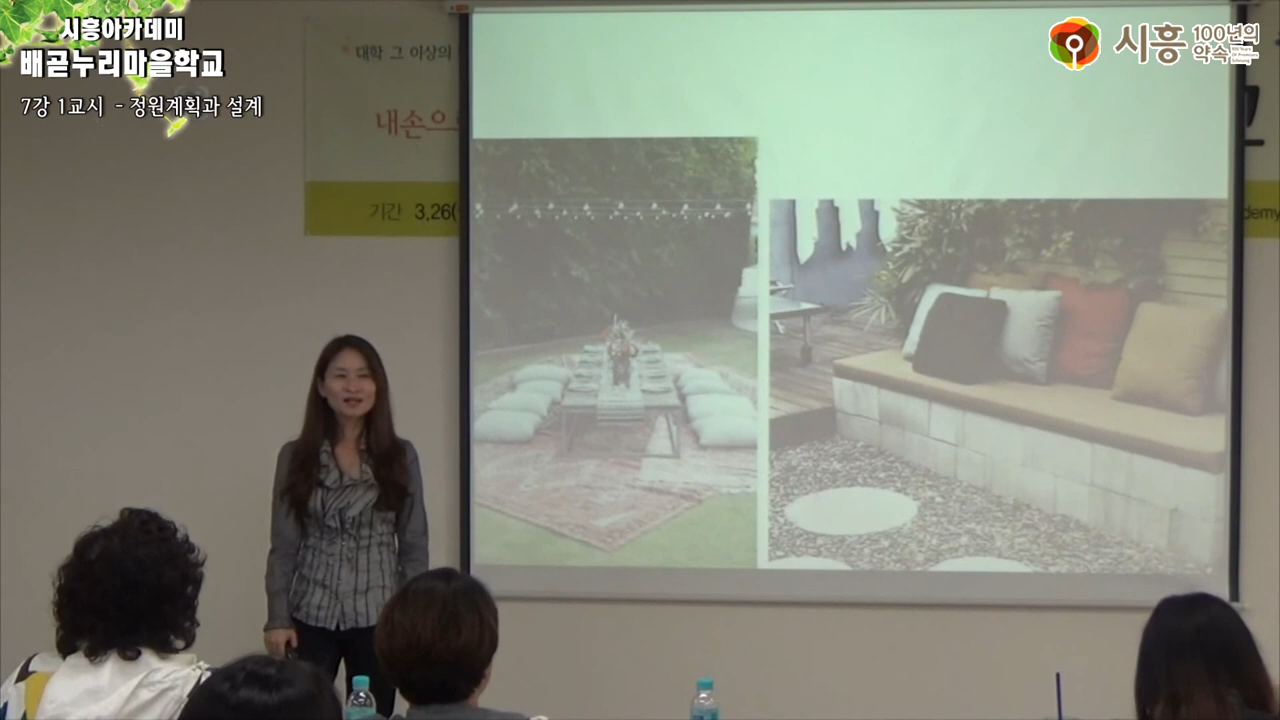 시흥아카데미
배곧누리마을학교
7강 1교시 - 정원계획과 설계
시흥 100년의 약속
대학 그 이상의
내손으로
기간 3.26(
demy